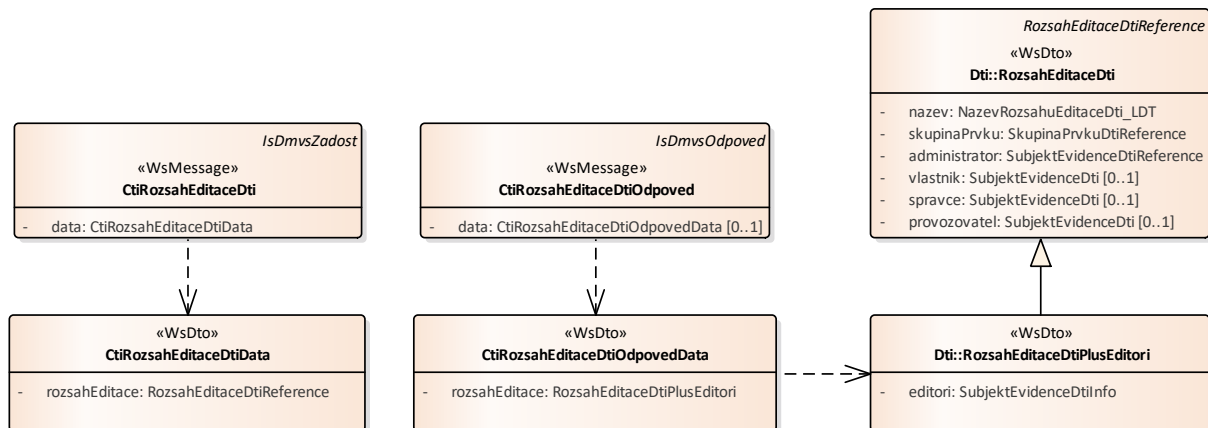 IsDmvsZadost
«WsMessage»
CtiRozsahEditaceDti
- data: CtiRozsahEditaceDtiData
IsDmvsOdpoved
«WsMessage»
CtiRozsahEditaceDtiOdpoved
- data: CtiRozsahEditaceDtiOdpovedData [0..1]
RozsahEditaceDtiReference
«WsDto»
Dti::RozsahEditaceDti
- nazev: NazevRozsahuEditaceDti_LDT
- skupinaPrvku: SkupinaPrvkuDtiReference
- administrator: SubjektEvidenceDtiReference
- vlastnik: SubjektEvidenceDti [0..1]
- spravce: SubjektEvidenceDti [0..1]
- provozovatel: SubjektEvidenceDti [0..1]
«WsDto»
CtiRozsahEditaceDtiData
- rozsahEditace: RozsahEditaceDtiReference
«WsDto»
CtiRozsahEditaceDtiOdpovedData
- rozsahEditace: RozsahEditaceDtiPlusEditori
«WsDto»
Dti::RozsahEditaceDtiPlusEditori
- editori: SubjektEvidenceDtiInfo